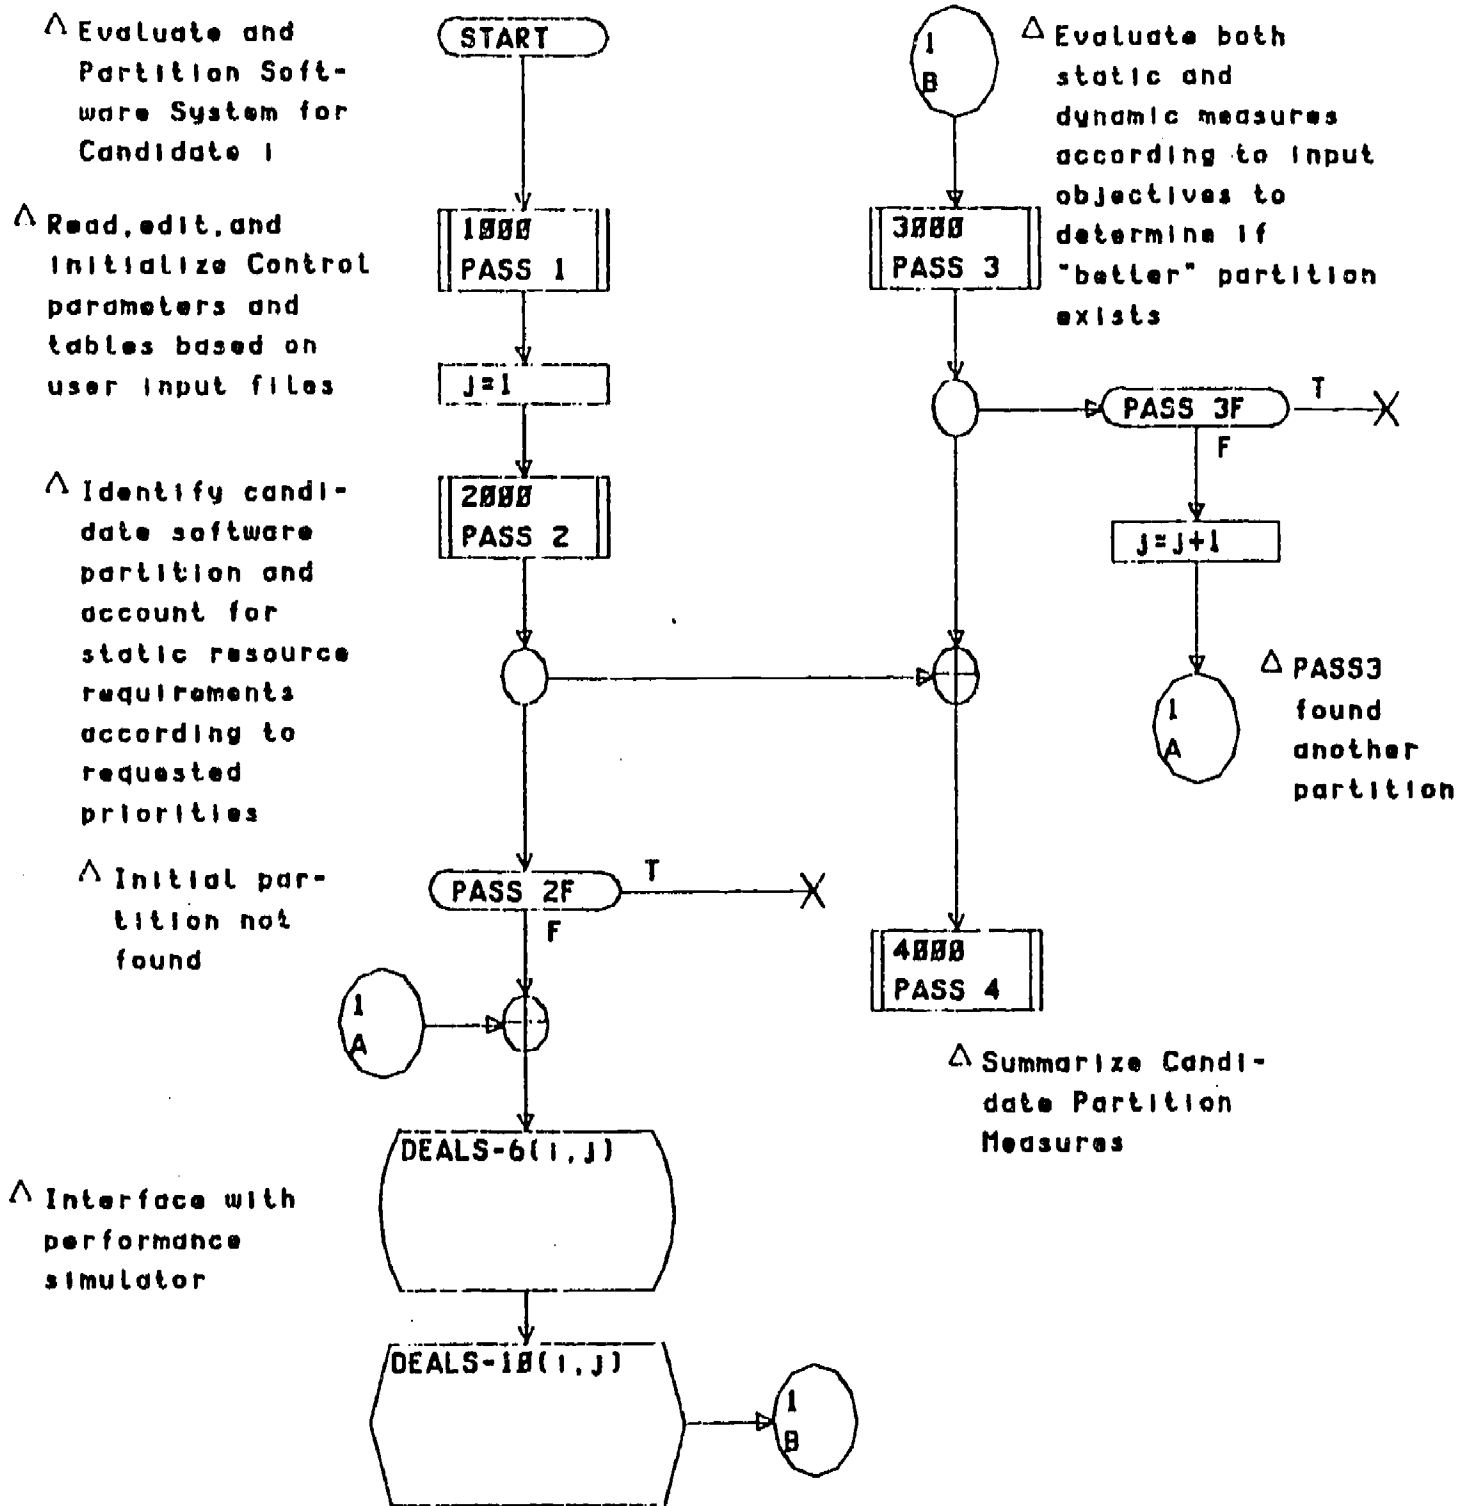 Evaluate and
Partition Soft-
ware System for
Candidate i
START
Read,edit,and
initialize Control
parameters and
tables based on
user input files
1000
PASS 1
j=1
Identify candi-
date software
partition and
account for
static resource
requirements
according to
requested
priorities
2000
PASS 2
Initial par-
tition not
found
PASS 2F
T
F
1
A
DEALS-6(i,j)
Interface with
performance
simulator
DEALS-10(i,j)
1
B
1
B
Evaluate both
static and
dynamic measures
according to input
objectives to
determine if
"better" partition
exists
3000
PASS 3
PASS 3F
T
F
j=j+1
1
A
PASS3
found
another
partition
4000
PASS 4
Summarize Candi-
date Partition
Measures